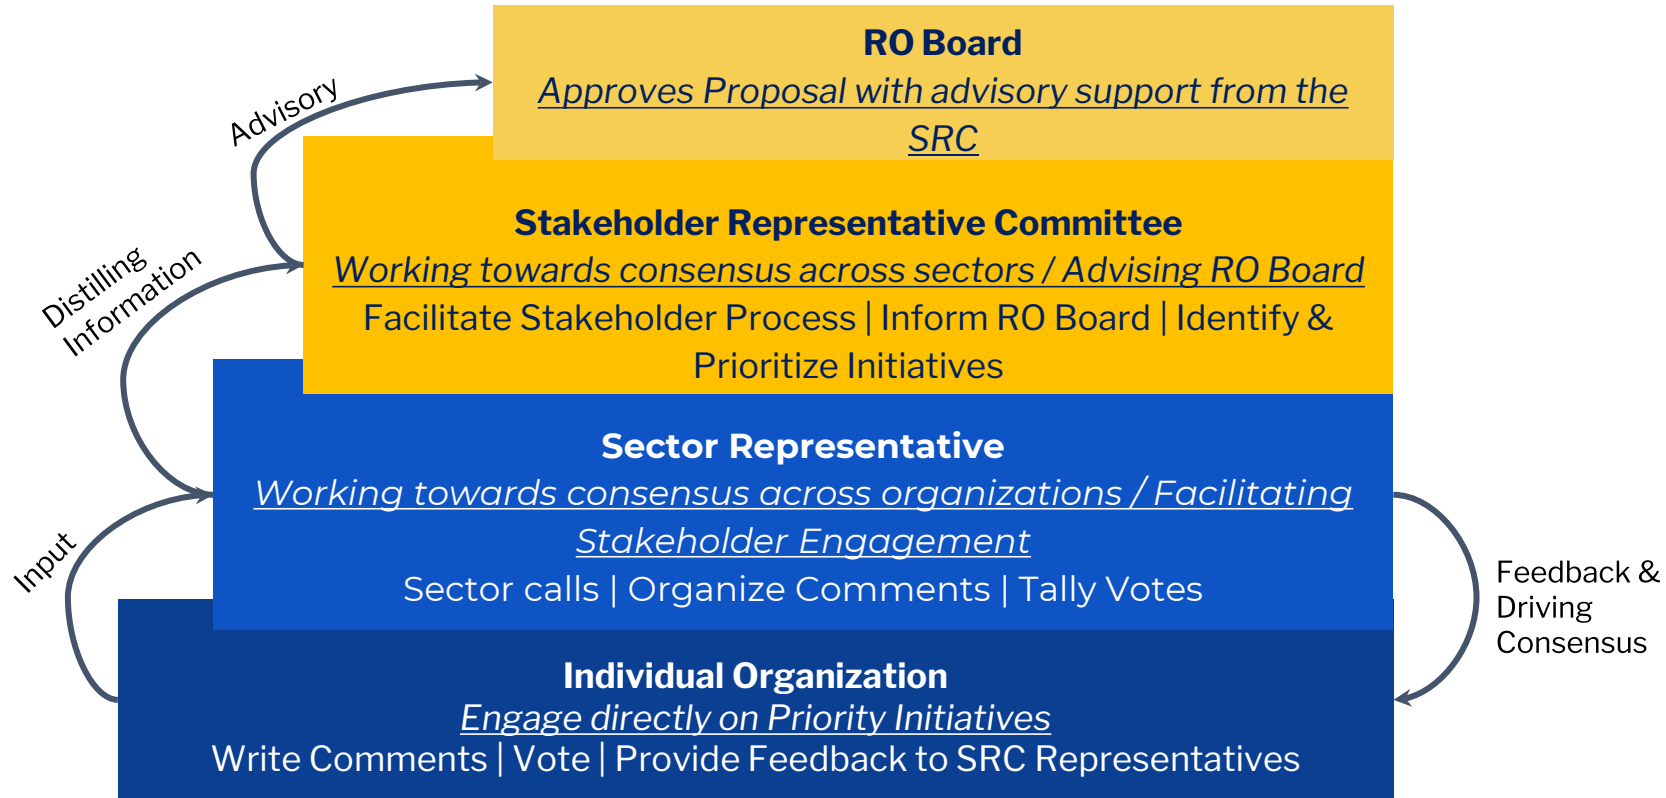 RO Board
Approves Proposal with advisory support from the
SRC
Advisory
Stakeholder Representative Committee
Working towards consensus across sectors / Advising RO Board
Facilitate Stakeholder Process | Inform RO Board | Identify &
Prioritize Initiatives
Distilling
Information
Sector Representative
Working towards consensus across organizations / Facilitating
Stakeholder Engagement
Sector calls | Organize Comments | Tally Votes
Input
Feedback &
Driving
Consensus
Individual Organization
Engage directly on Priority Initiatives
Write Comments | Vote | Provide Feedback to SRC Representatives